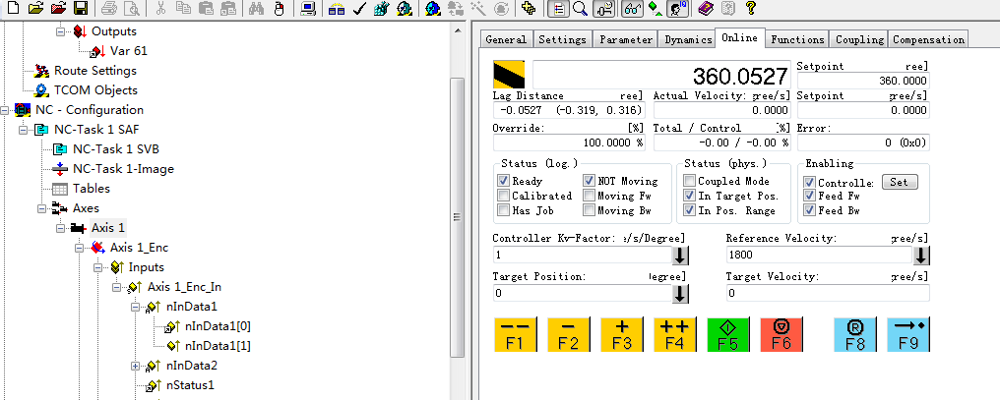 Outputs
Var 61
Route Settings
TCOM Objects
NC - Configuration
NC-Task 1 SAF
NC-Task 1 SVB
NC-Task 1-Image
Tables
Axes
Axis 1
Axis 1_Enc
Inputs
Axis 1_Enc_In
nInData1
nInData1[0]
nInData1[1]
nInData2
nStatus1
General Settings Parameter Dynamics Online Functions Coupling Compensation
360.0527
Setpoint ree]
360.0000
Lag Distance ree] Actual Velocity: gree/s] Setpoint gree/s]
-0.0527 (-0.319, 0.316) 0.0000 0.0000
Override: [%] Total / Control [%] Error:
100.0000 % -0.00 / -0.00 % 0 (0x0)
Status (log.) Status (phys.) Enabling
Ready NOT Moving Coupled Mode Controlle: Set
Calibrated Moving Fw In Target Pos. Feed Fw
Has Job Moving Bw In Pos. Range Feed Bw
Controller Kv-Factor: e/s/Degree] Reference Velocity: gree/s]
1 1800
Target Position: egree] Target Velocity: gree/s]
0 0
-- - + ++ R
F1 F2 F3 F4 F5 F6 F8 F9